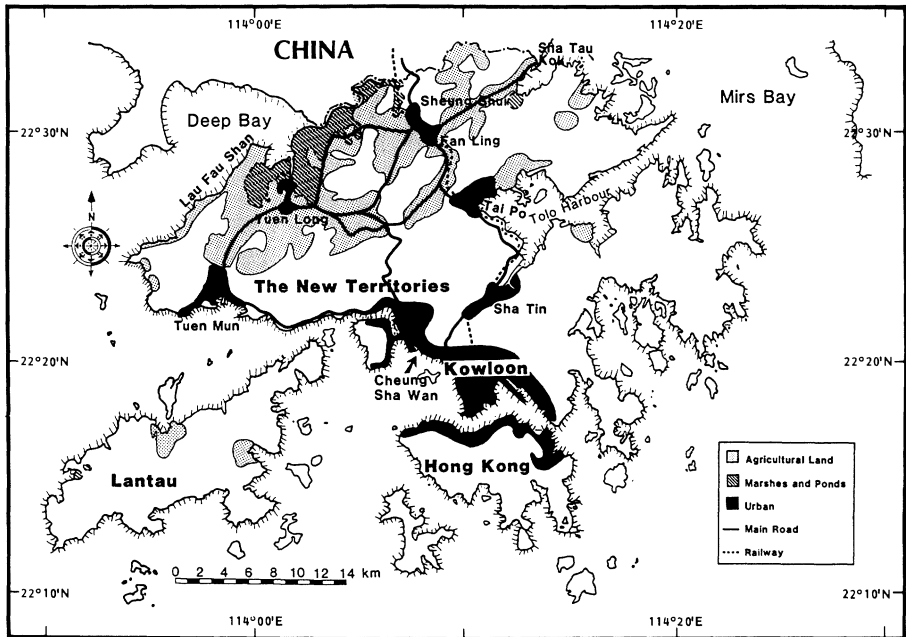 114°00'E
114°20'E
CHINA
Sha Tau
Kok
Mirs Bay
Sheung Shui
Deep Bay
22°30'N
22°30'N
Fan Ling
Lau Fau Shan
N
Tai Po
Tolo Harbour
Yuen Long
The New Territories
Sha Tin
Tuen Mun
22°20'N
22°20'N
Kowloon
Cheung
Sha Wan
Hong Kong
Lantau
Agricultural Land
Marshes and Ponds
Urban
Main Road
Railway
0 2 4 6 8 10 12 14 km
22°10'N
22°10'N
114°00'E
114°20'E